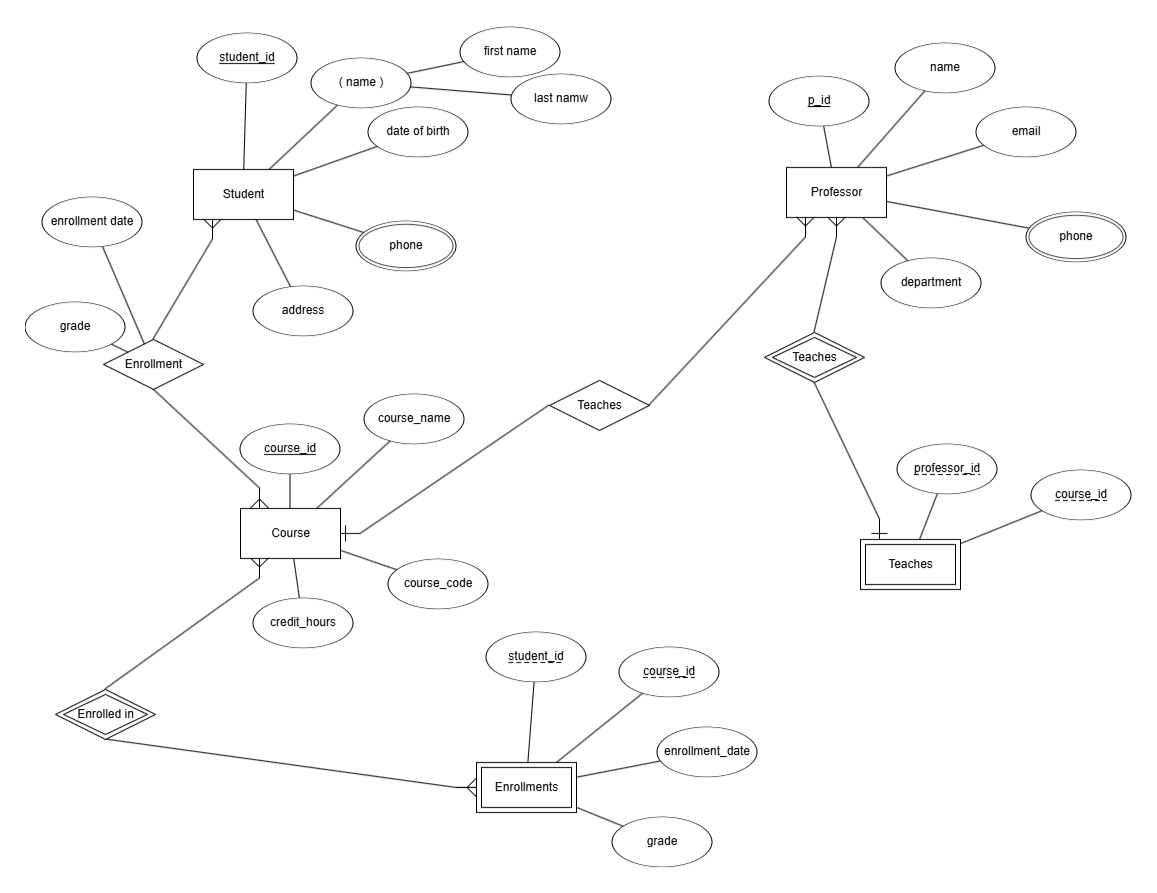 student_id
( name )
first name
last namw
date of birth
Student
enrollment date
phone
address
grade
Enrollment
name
p_id
email
Professor
phone
department
Teaches
Teaches
course_name
course_id
Course
course_code
credit_hours
professor_id
course_id
Teaches
student_id
course_id
Enrolled in
enrollment_date
Enrollments
grade